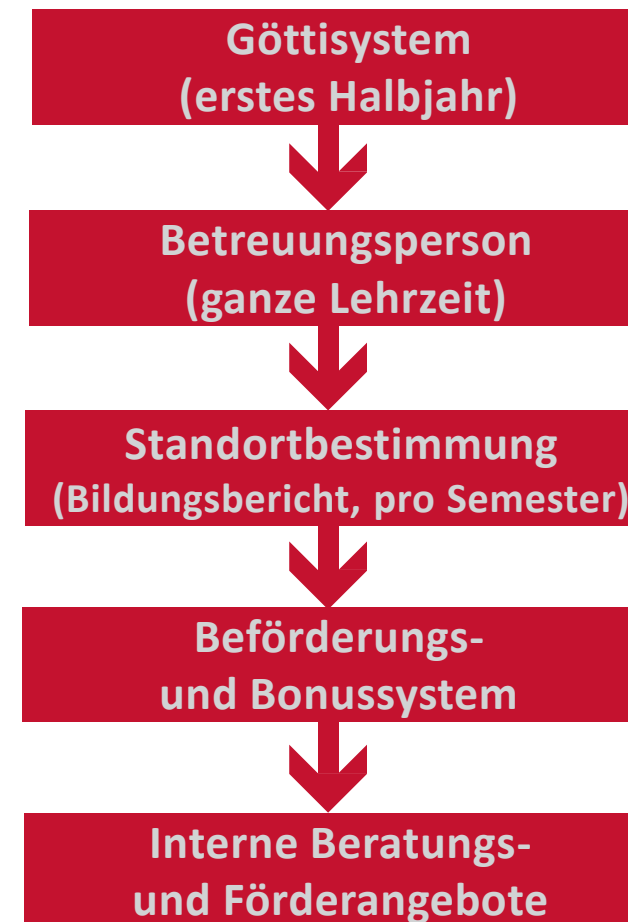 Göttisystem
(erstes Halbjahr)
Betreuungsperson
(ganze Lehrzeit)
Standortbestimmung
(Bildungsbericht, pro Semester)
Beförderungs-
und Bonussystem
Interne Beratungs-
und Förderangebote